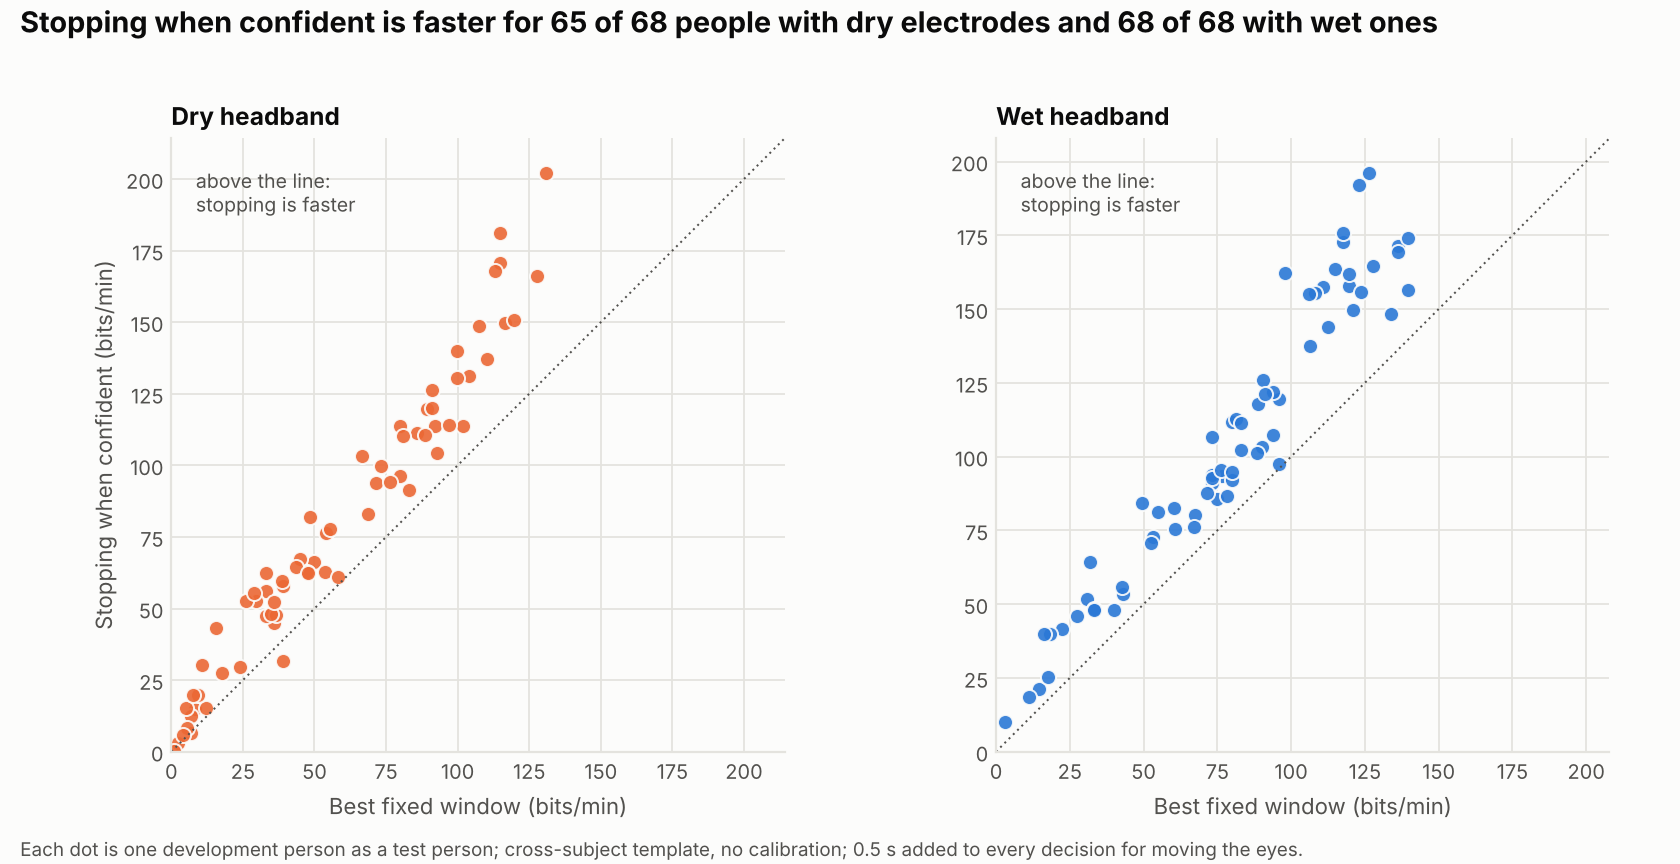 Stopping when confident is faster for 65 of 68 people with dry electrodes and 68 of 68 with wet ones
Dry headband
above the line:
stopping is faster
Stopping when confident (bits/min)
200
175
150
125
100
75
50
25
0
0 25 50 75 100 125 150 175 200
Best fixed window (bits/min)
Wet headband
above the line:
stopping is faster
200
175
150
125
100
75
50
25
0
0 25 50 75 100 125 150 175 200
Best fixed window (bits/min)
Each dot is one development person as a test person; cross-subject template, no calibration; 0.5 s added to every decision for moving the eyes.